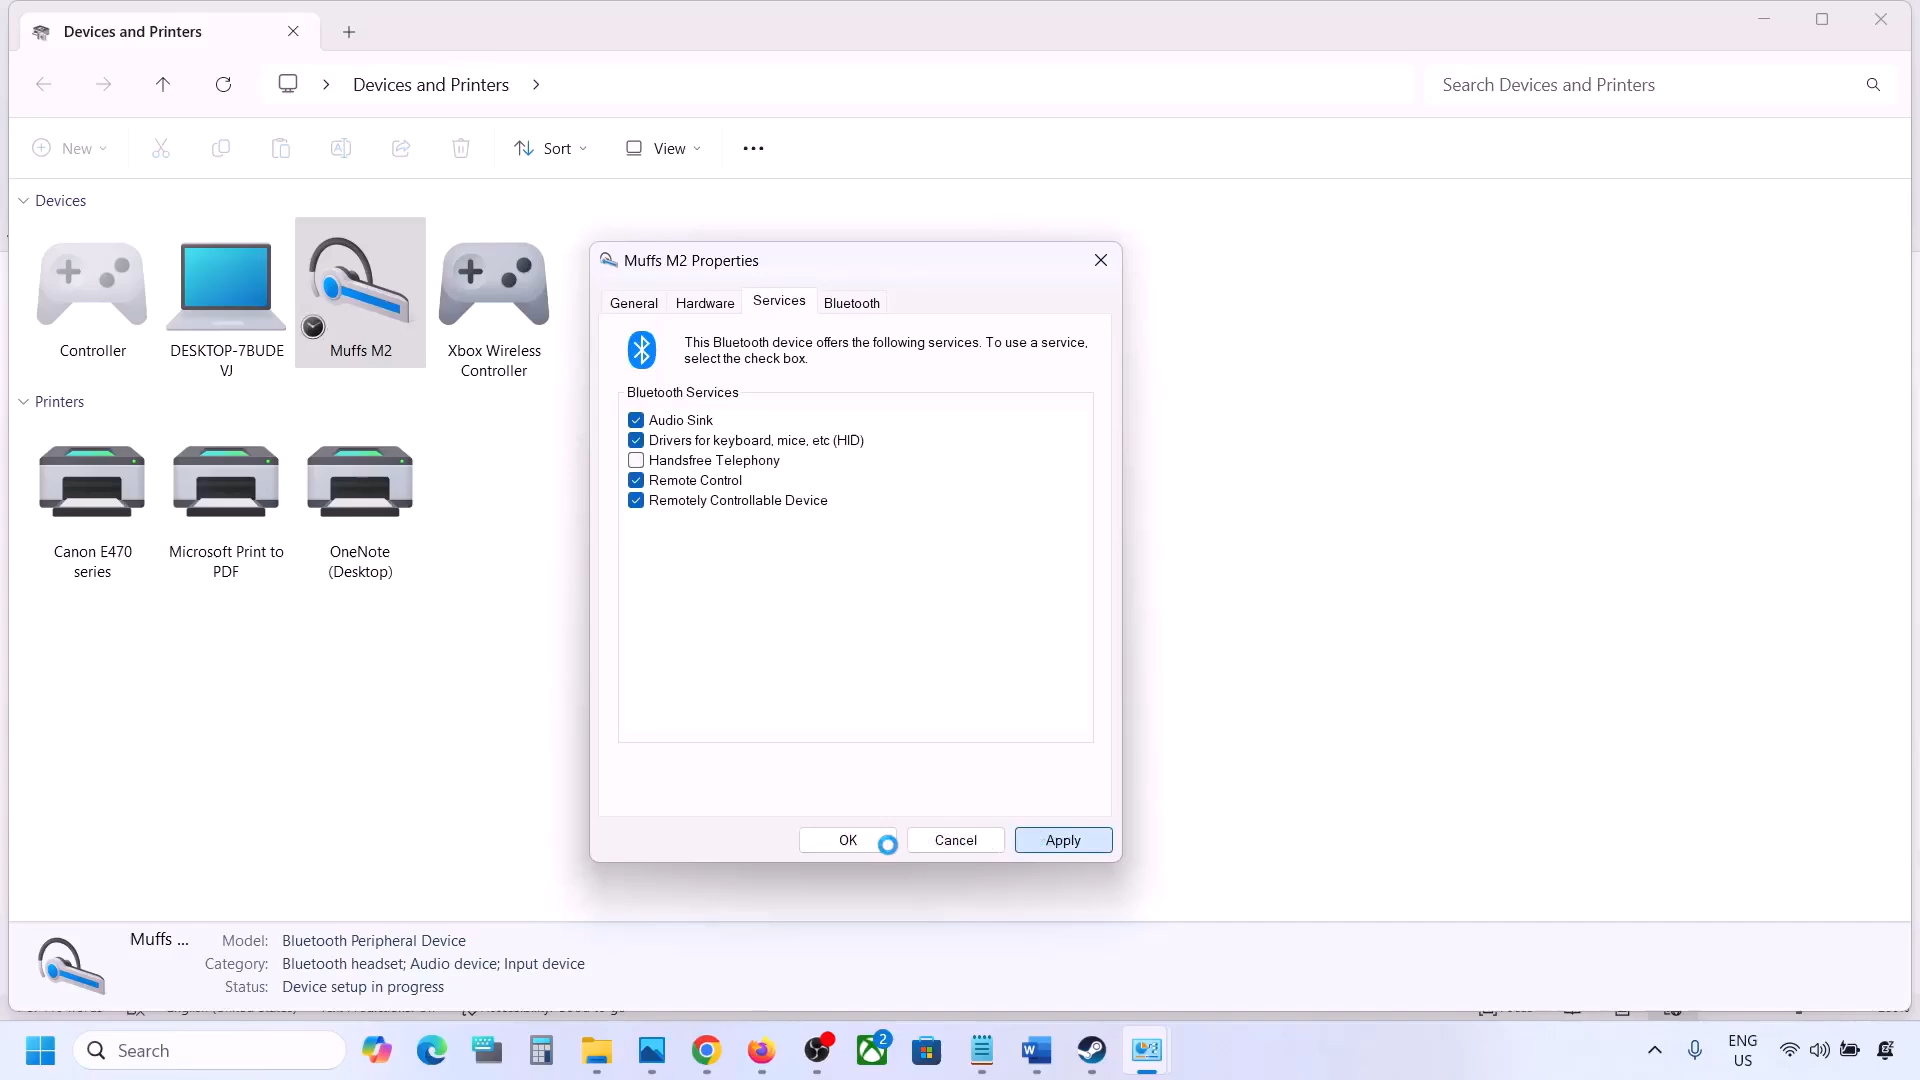 Devices and Printers
Devices and Printers
Search Devices and Printers
New
Sort
View
Devices
Controller
DESKTOP-7BUDE
VJ
Muffs M2
Xbox Wireless
Controller
Printers
Canon E470
series
Microsoft Print to
PDF
OneNote
(Desktop)
Muffs M2 Properties
General
Hardware
Services
Bluetooth
This Bluetooth device offers the following services. To use a service,
select the check box.
Bluetooth Services
Audio Sink
Drivers for keyboard, mice, etc (HID)
Handsfree Telephony
Remote Control
Remotely Controllable Device
OK
Cancel
Apply
Muffs ...
Model: Bluetooth Peripheral Device
Category: Bluetooth headset; Audio device; Input device
Status: Device setup in progress
Search
2
ENG
US